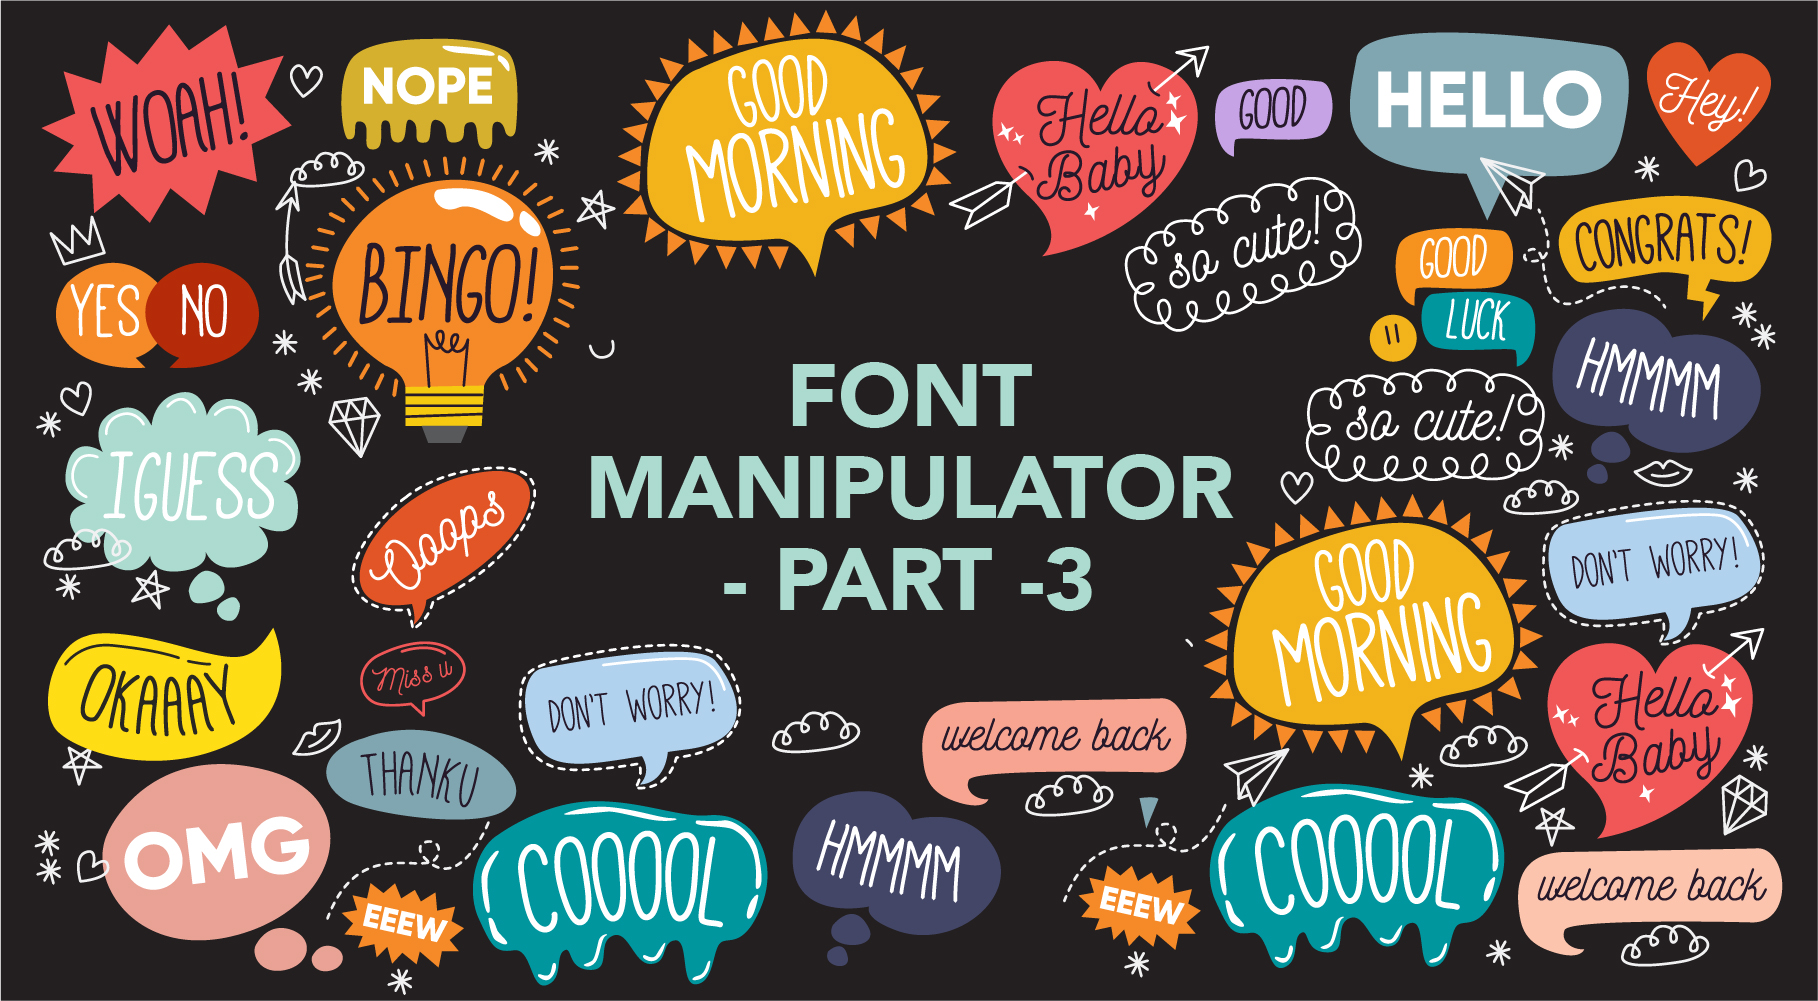 WOAH!
NOPE
GOOD
MORNING
Hello
Baby
GOOD
HELLO
Hey!
so cute!
CONGRATS!
GOOD
LUCK
YES
NO
BINGO!
HMMMM
so cute!
FONT
MANIPULATOR
- PART -3
IGUESS
Ooops
GOOD
MORNING
DON'T WORRY!
OKAAAY
Miss u
DON'T WORRY!
welcome back
Hello
Baby
THANKU
OMG
EEEW
COOOOL
HMMMM
EEEW
COOOOL
welcome back